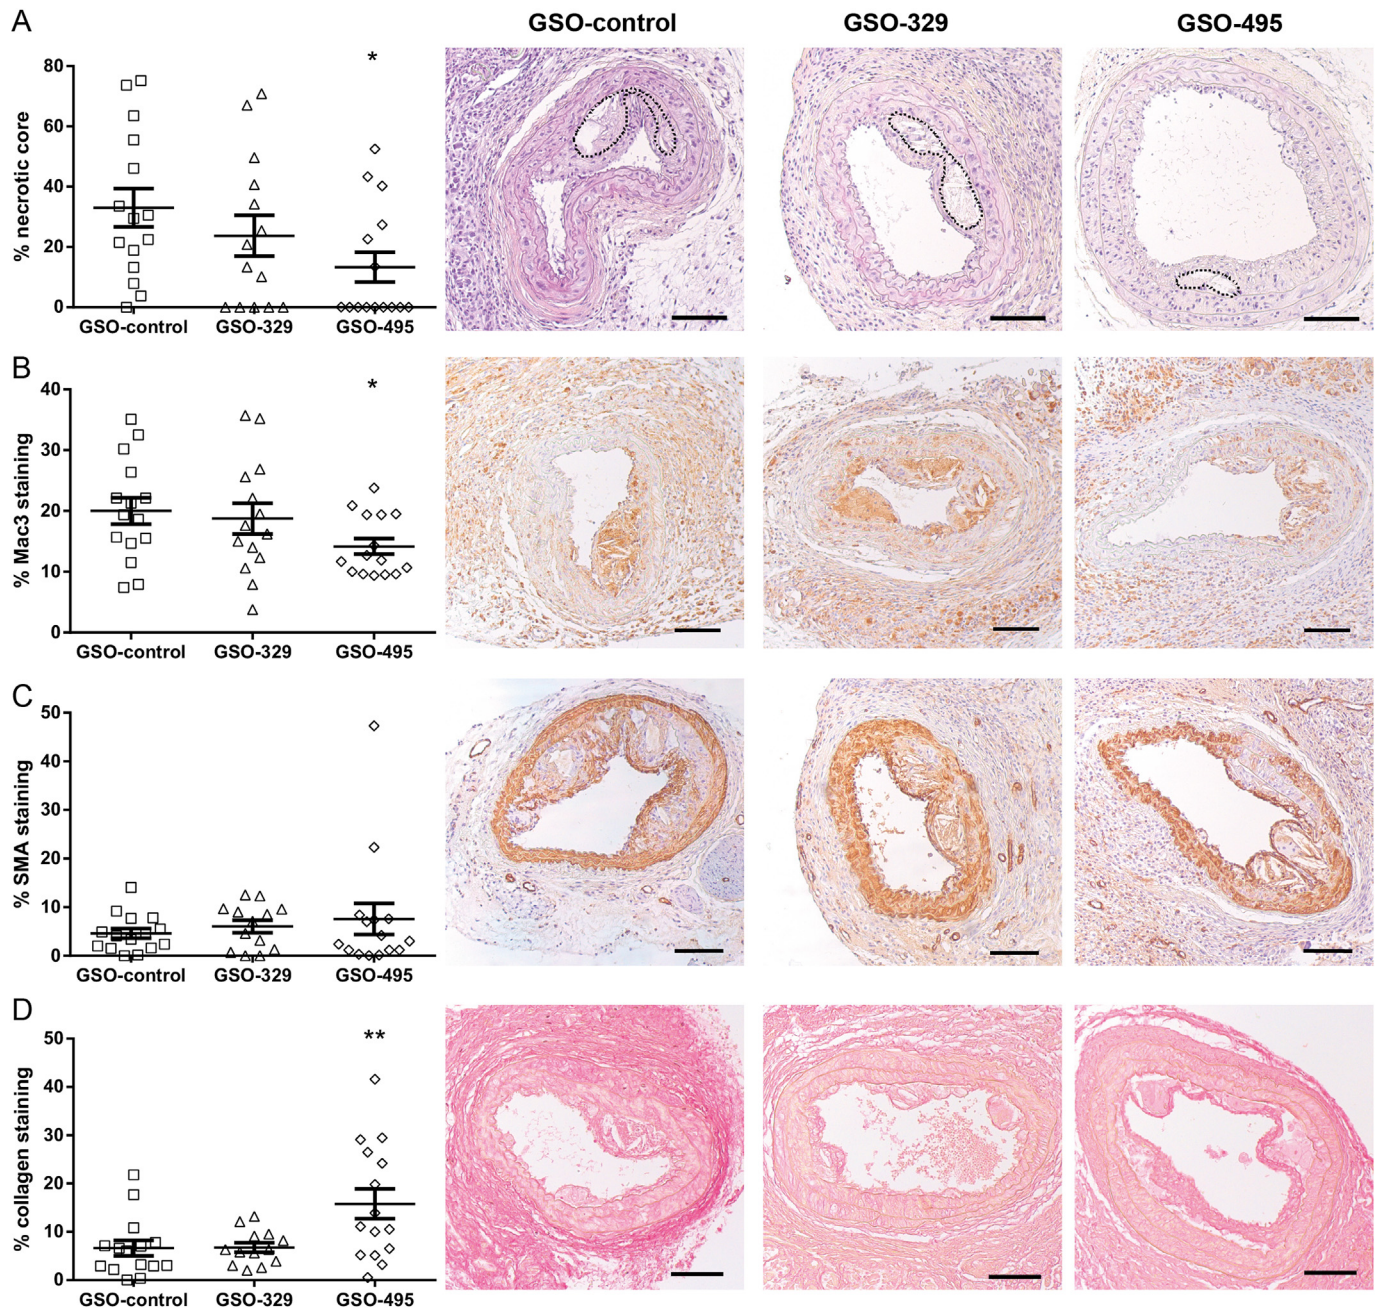 A
GSO-control
GSO-329
GSO-495
% necrotic core
80
60
40
20
0
*
GSO-control
GSO-329
GSO-495
B
% Mac3 staining
40
30
20
10
0
*
GSO-control
GSO-329
GSO-495
C
% SMA staining
50
40
30
20
10
0
GSO-control
GSO-329
GSO-495
D
% collagen staining
50
40
30
20
10
0
**
GSO-control
GSO-329
GSO-495